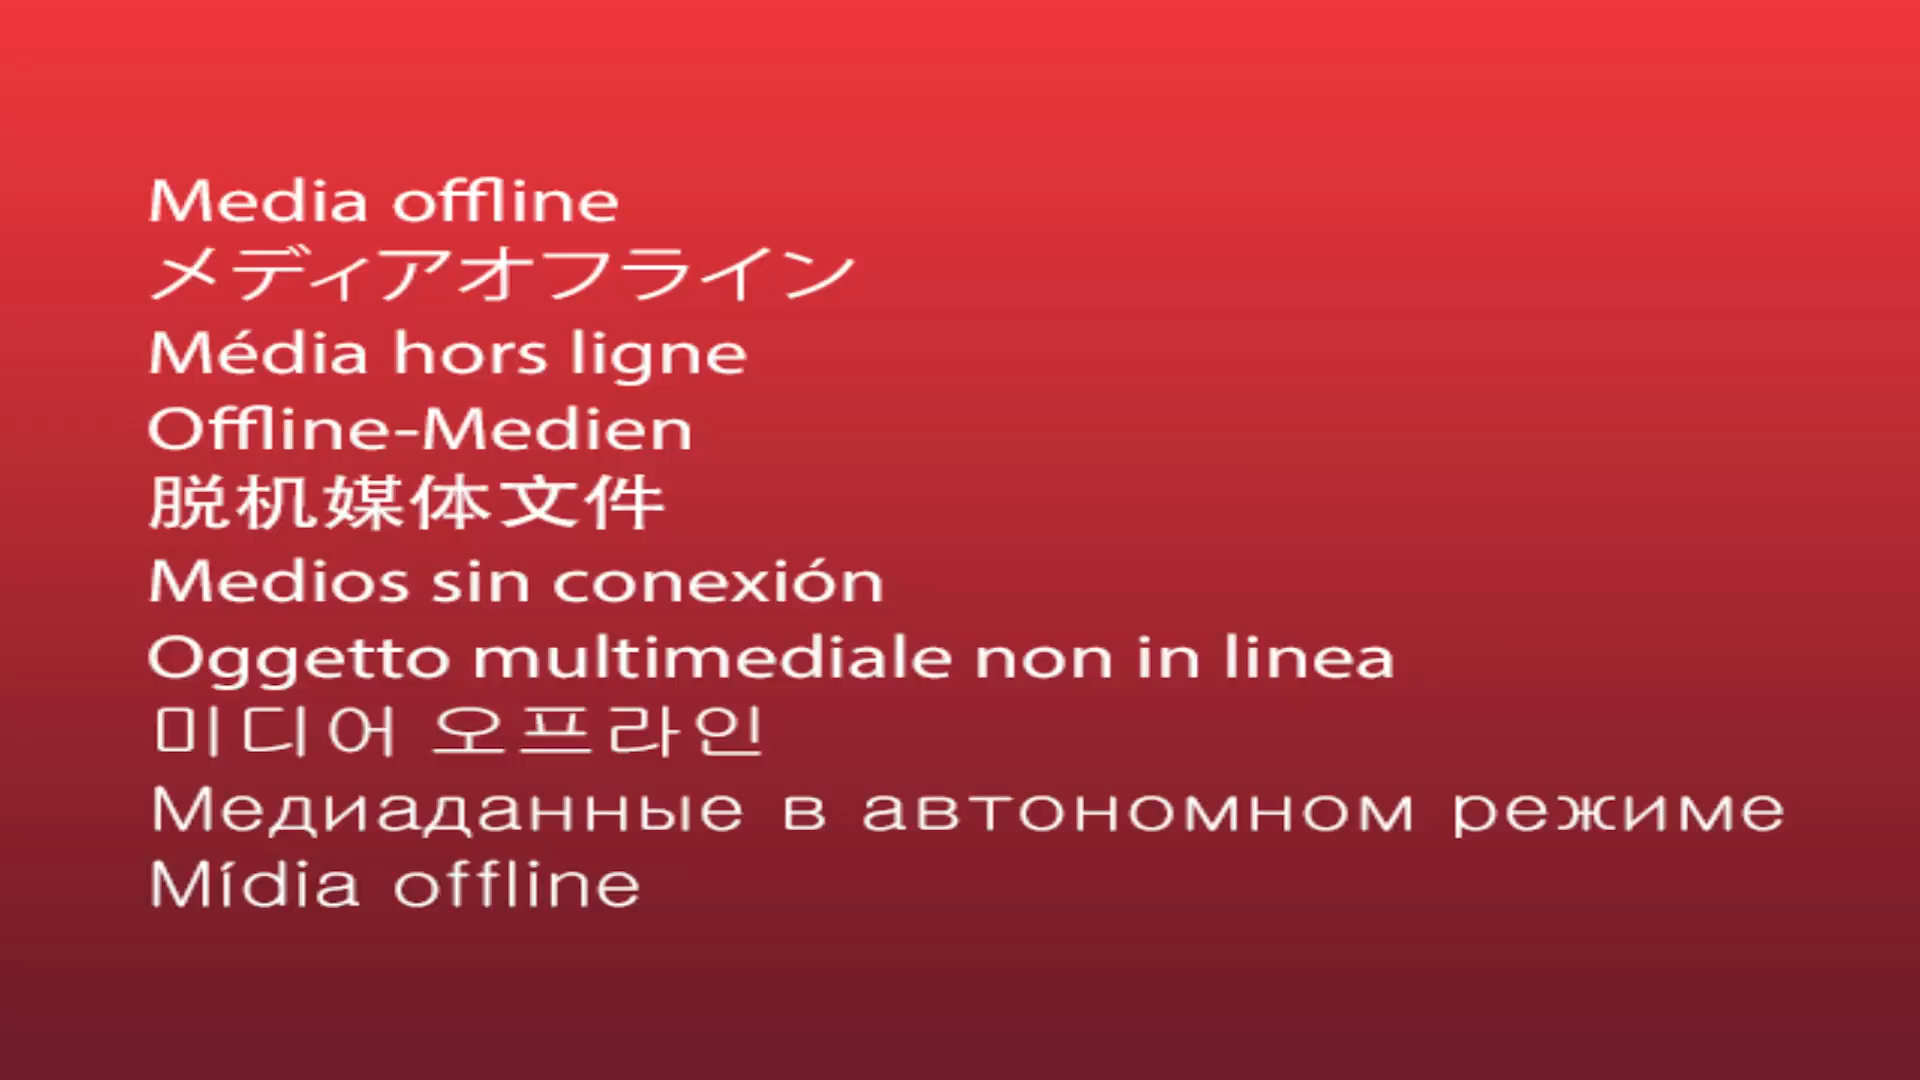 Media offline
メディアオフライン
Média hors ligne
Offline-Medien
脱机媒体文件
Medios sin conexión
Oggetto multimediale non in linea
미디어 오프라인
Медиаданные в автономном режиме
Mídia offline